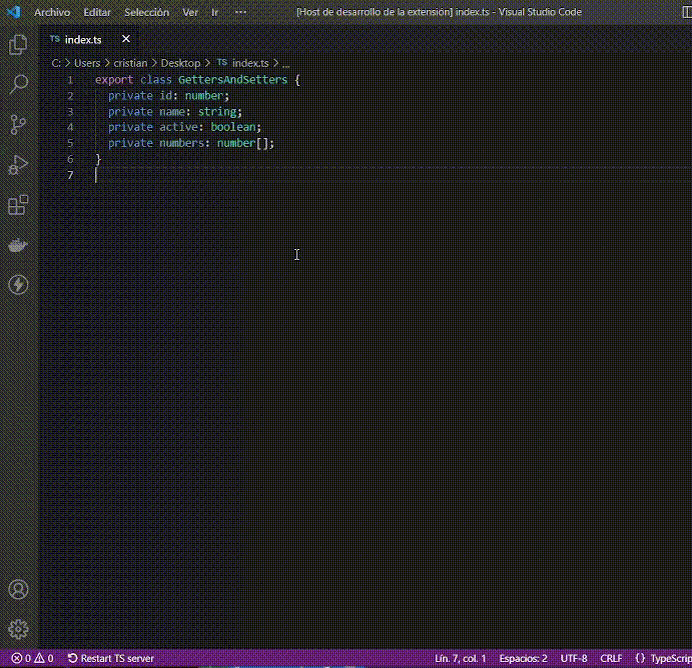 Archivo Editar Selección Ver Ir ··· [Host de desarrollo de la extensión] index.ts - Visual Studio Code
TS index.ts ×
C: > Users > cristian > Desktop > TS index.ts > ...
1 export class GettersAndSetters {
2 private id: number;
3 private name: string;
4 private active: boolean;
5 private numbers: number[];
6 }
7
0 0 Restart TS server Lín. 7, col. 1 Espacios: 2 UTF-8 CRLF {} TypeScrip